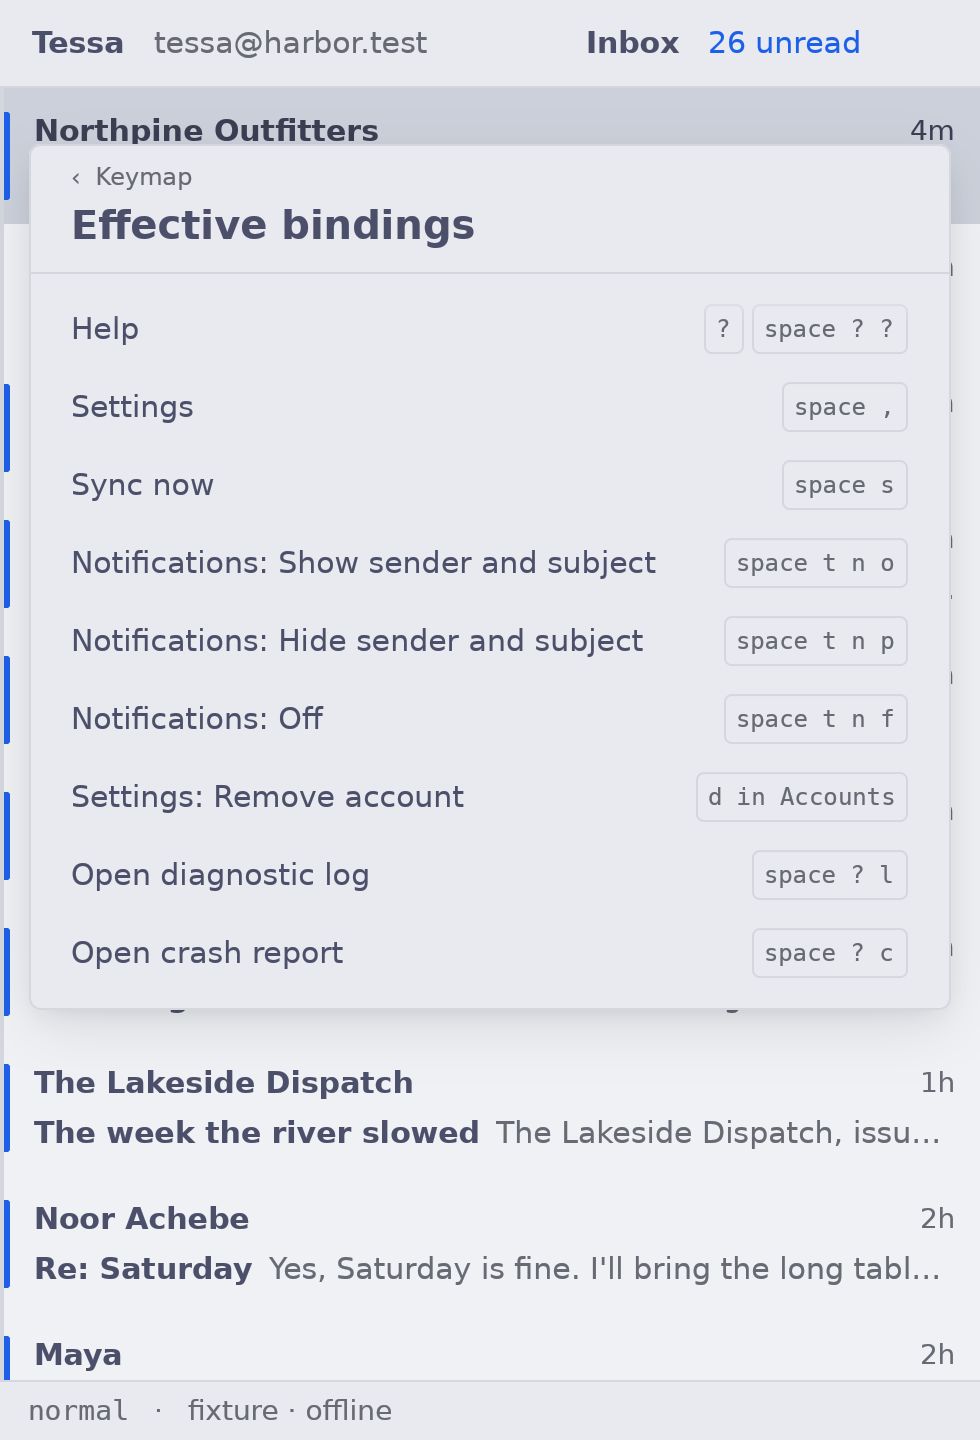 Tessa tessa@harbor.test Inbox 26 unread
Northpine Outfitters 4m
‹ Keymap
Effective bindings
Help ? space ? ?
Settings space ,
Sync now space s
Notifications: Show sender and subject space t n o
Notifications: Hide sender and subject space t n p
Notifications: Off space t n f
Settings: Remove account d in Accounts
Open diagnostic log space ? l
Open crash report space ? c
The Lakeside Dispatch 1h
The week the river slowed The Lakeside Dispatch, issu…
Noor Achebe 2h
Re: Saturday Yes, Saturday is fine. I'll bring the long tabl…
Maya 2h
normal · fixture · offline